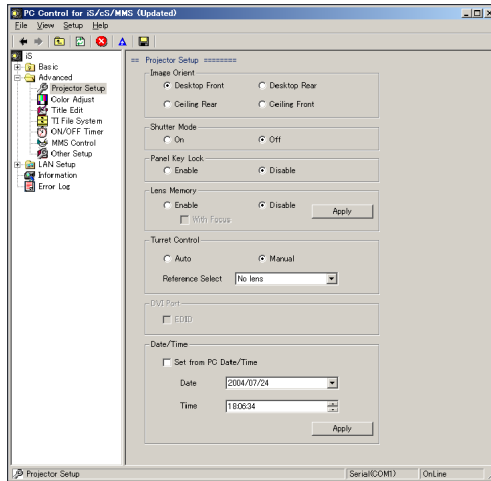 PC Control for iS/cS/MMS (Updated)
File View Setup Help
iS
Basic
Advanced
Projector Setup
Color Adjust
Title Edit
TI File System
ON/OFF Timer
MMS Control
Other Setup
LAN Setup
Information
Error Log
== Projector Setup ========
Image Orient
Desktop Front Desktop Rear
Ceiling Rear Ceiling Front
Shutter Mode
On Off
Panel Key Lock
Enable Disable
Lens Memory
Enable Disable
With Focus
Apply
Turret Control
Auto Manual
Reference Select No lens
DVI Port
EDID
Date/Time
Set from PC Date/Time
Date 2004/07/24
Time 18:06:34
Apply
Projector Setup Serial(COM1) OnLine